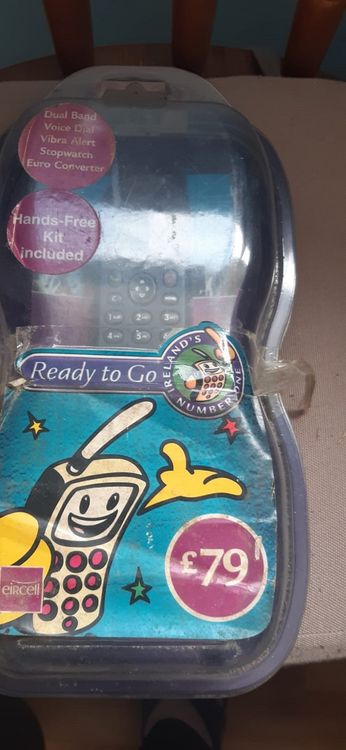 Dual Band
Voice Dial
Vibra Alert
Stopwatch
Euro Converter
Hands-Free
Kit
Included
Ready to Go
IRELAND'S
NUMBER ONE
eircell
£79